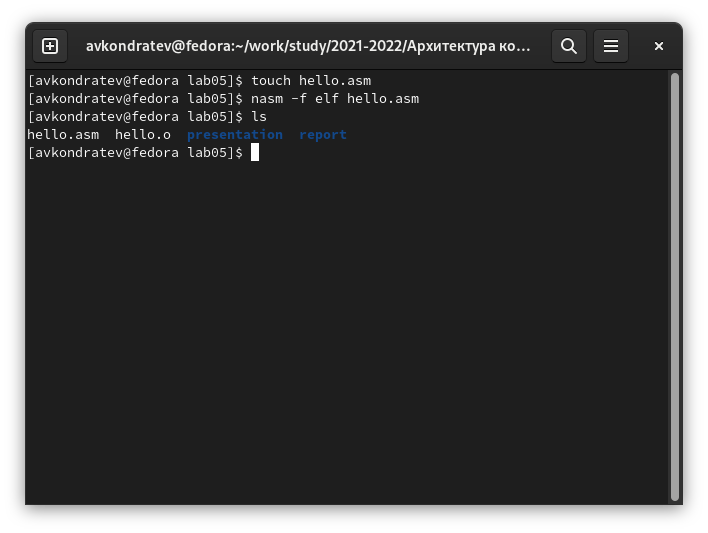 avkondratev@fedora:~/work/study/2021-2022/Архитектура ко…
[avkondratev@fedora lab05]$ touch hello.asm
[avkondratev@fedora lab05]$ nasm -f elf hello.asm
[avkondratev@fedora lab05]$ ls
hello.asm  hello.o  presentation  report
[avkondratev@fedora lab05]$